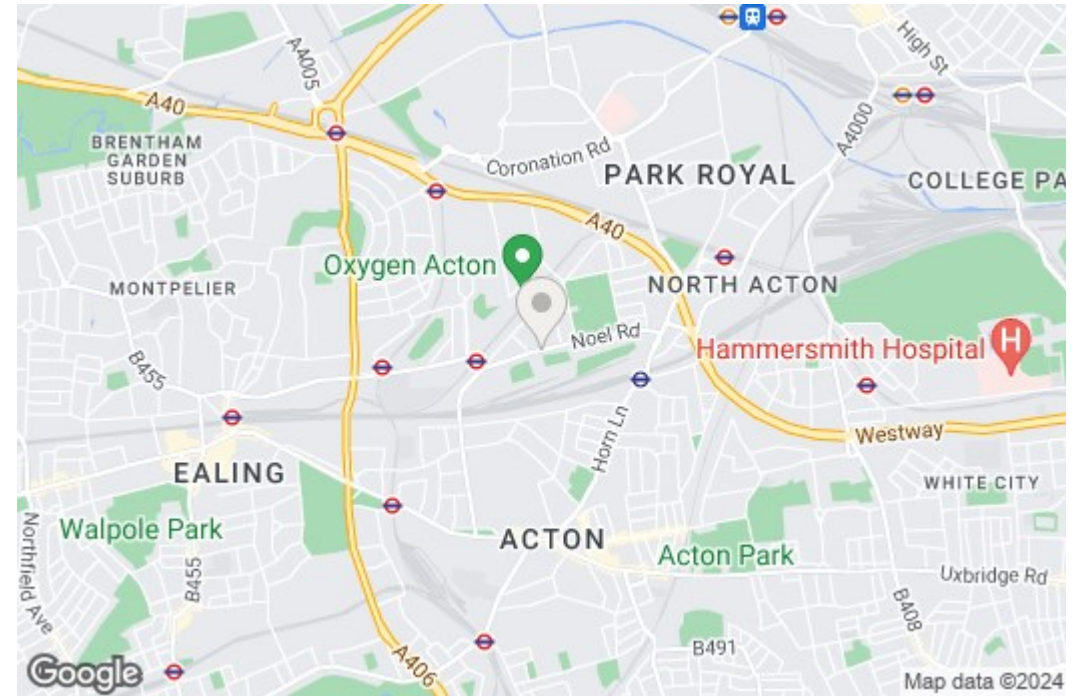 A4005
High St
A40
BRENTHAM
GARDEN
SUBURB
Coronation Rd
A4000
PARK ROYAL
COLLEGE PA
A40
Oxygen Acton
MONTPELIER
NORTH ACTON
Noel Rd
Hammersmith Hospital
H
B455
Horn Ln
Westway
EALING
WHITE CITY
Walpole Park
ACTON
Acton Park
Northfield Ave
B455
Uxbridge Rd
B408
B491
A406
Google
Map data ©2024